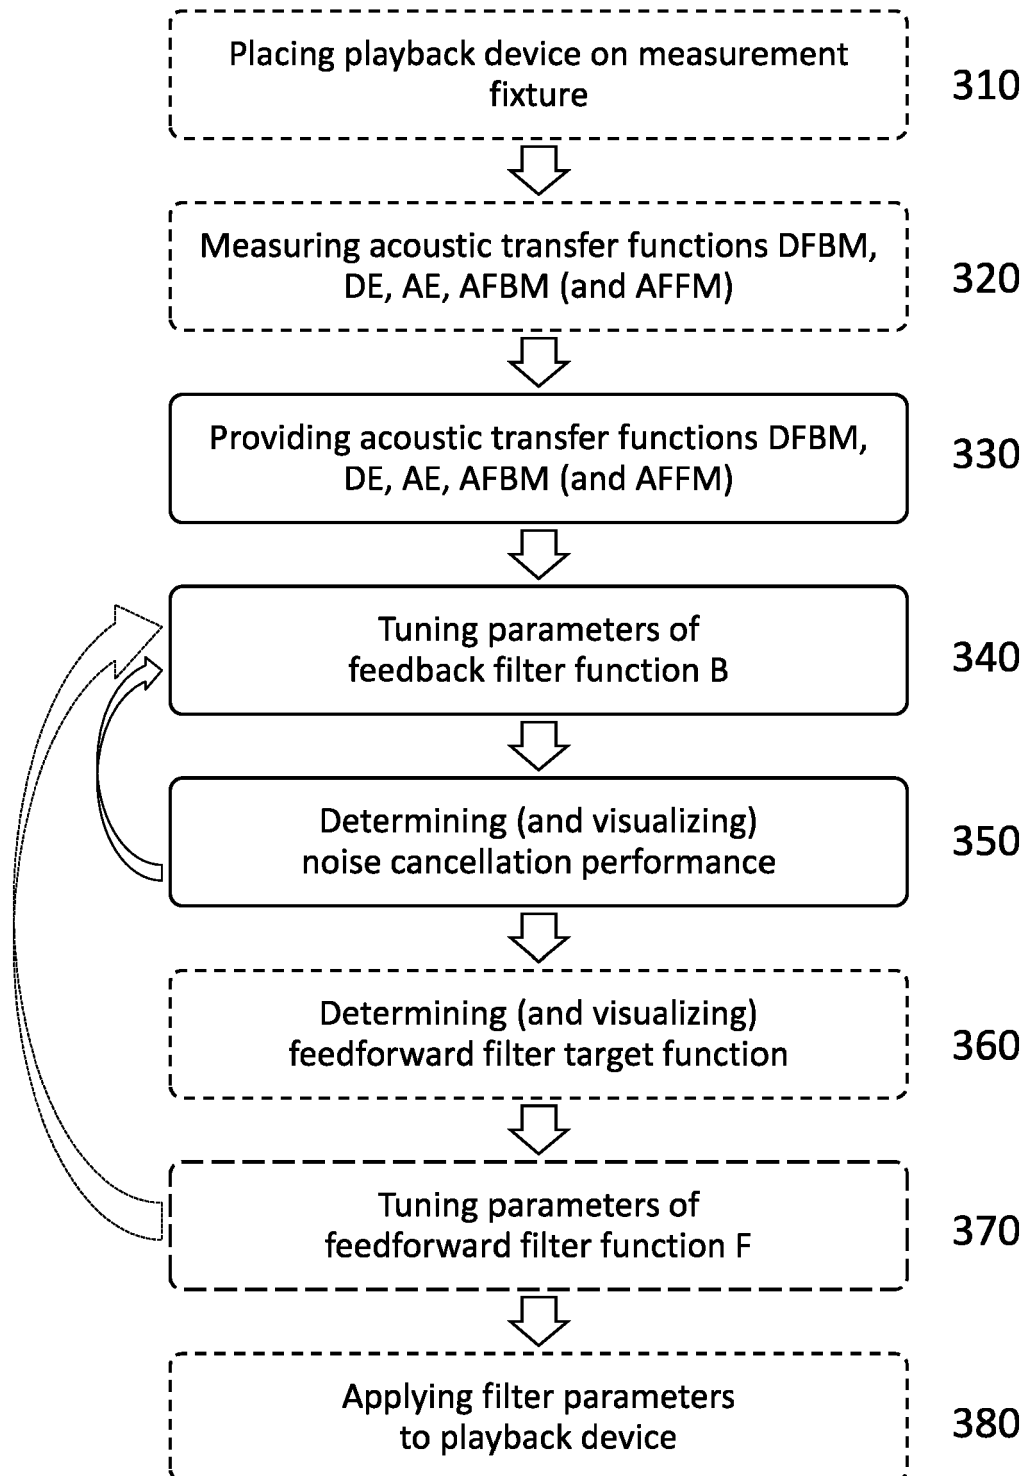 Placing playback device on measurement
fixture
310
Measuring acoustic transfer functions DFBM,
DE, AE, AFBM (and AFFM)
320
Providing acoustic transfer functions DFBM,
DE, AE, AFBM (and AFFM)
330
Tuning parameters of
feedback filter function B
340
Determining (and visualizing)
noise cancellation performance
350
Determining (and visualizing)
feedforward filter target function
360
Tuning parameters of
feedforward filter function F
370
Applying filter parameters
to playback device
380